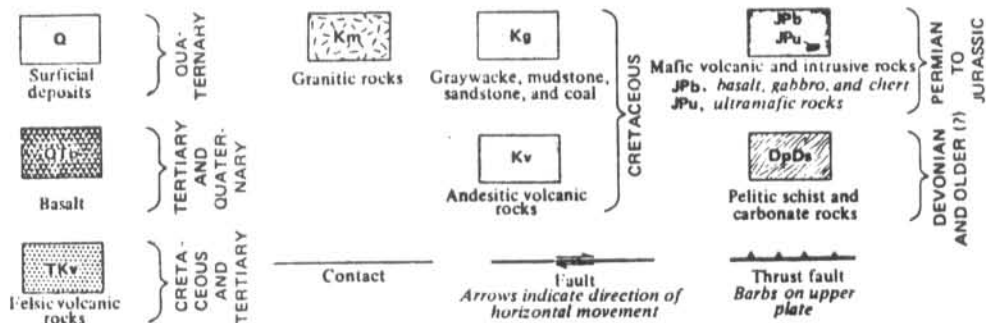 Q
Surficial
deposits
QUA-
TERNARY
Km
Granitic rocks
Kg
Graywacke, mudstone,
sandstone, and coal
CRETACEOUS
JPb
JPu
Mafic volcanic and intrusive rocks
JPb, basalt, gabbro, and chert
JPu, ultramafic rocks
PERMIAN
TO
JURASSIC
QTb
Basalt
TERTIARY
AND
QUATER-
NARY
Kv
Andesitic volcanic
rocks
DpDs
Pelitic schist and
carbonate rocks
DEVONIAN
AND OLDER (?)
TKv
Felsic volcanic
rocks
CRETA-
CEOUS
AND
TERTIARY
Contact
Fault
Arrows indicate direction of
horizontal movement
Thrust fault
Barbs on upper
plate